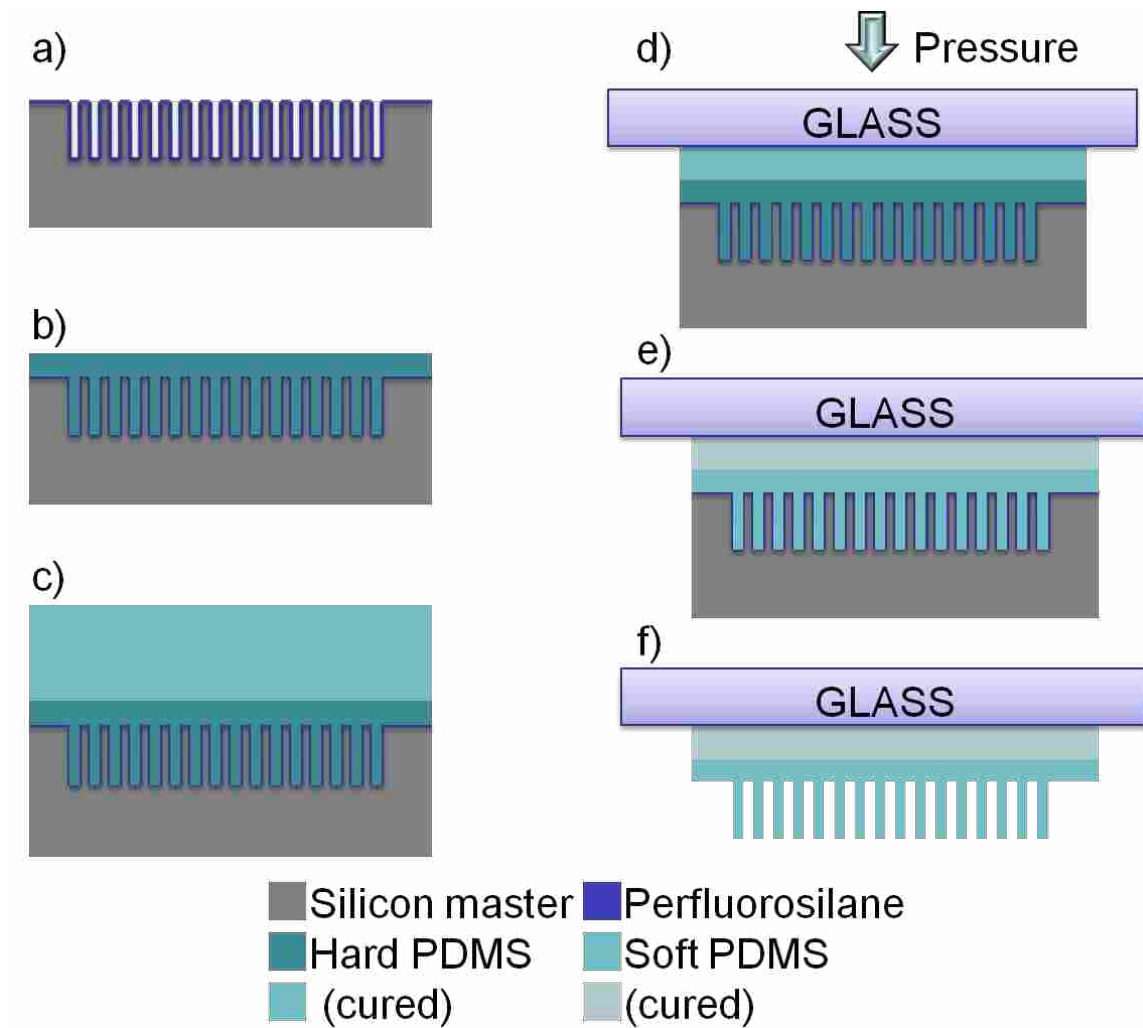 a)
b)
c)
d)
Pressure
GLASS
e)
GLASS
f)
GLASS
Silicon master
Perfluorosilane
Hard PDMS
Soft PDMS
(cured)
(cured)